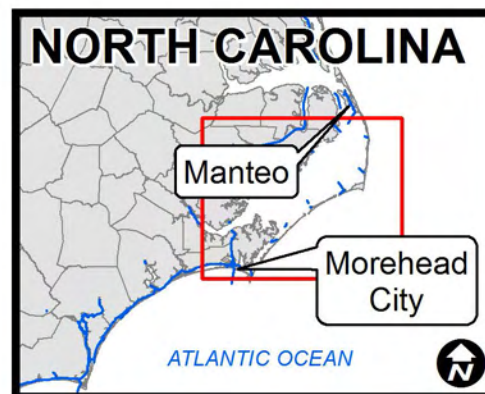 NORTH CAROLINA
Manteo
Morehead
City
ATLANTIC OCEAN
N